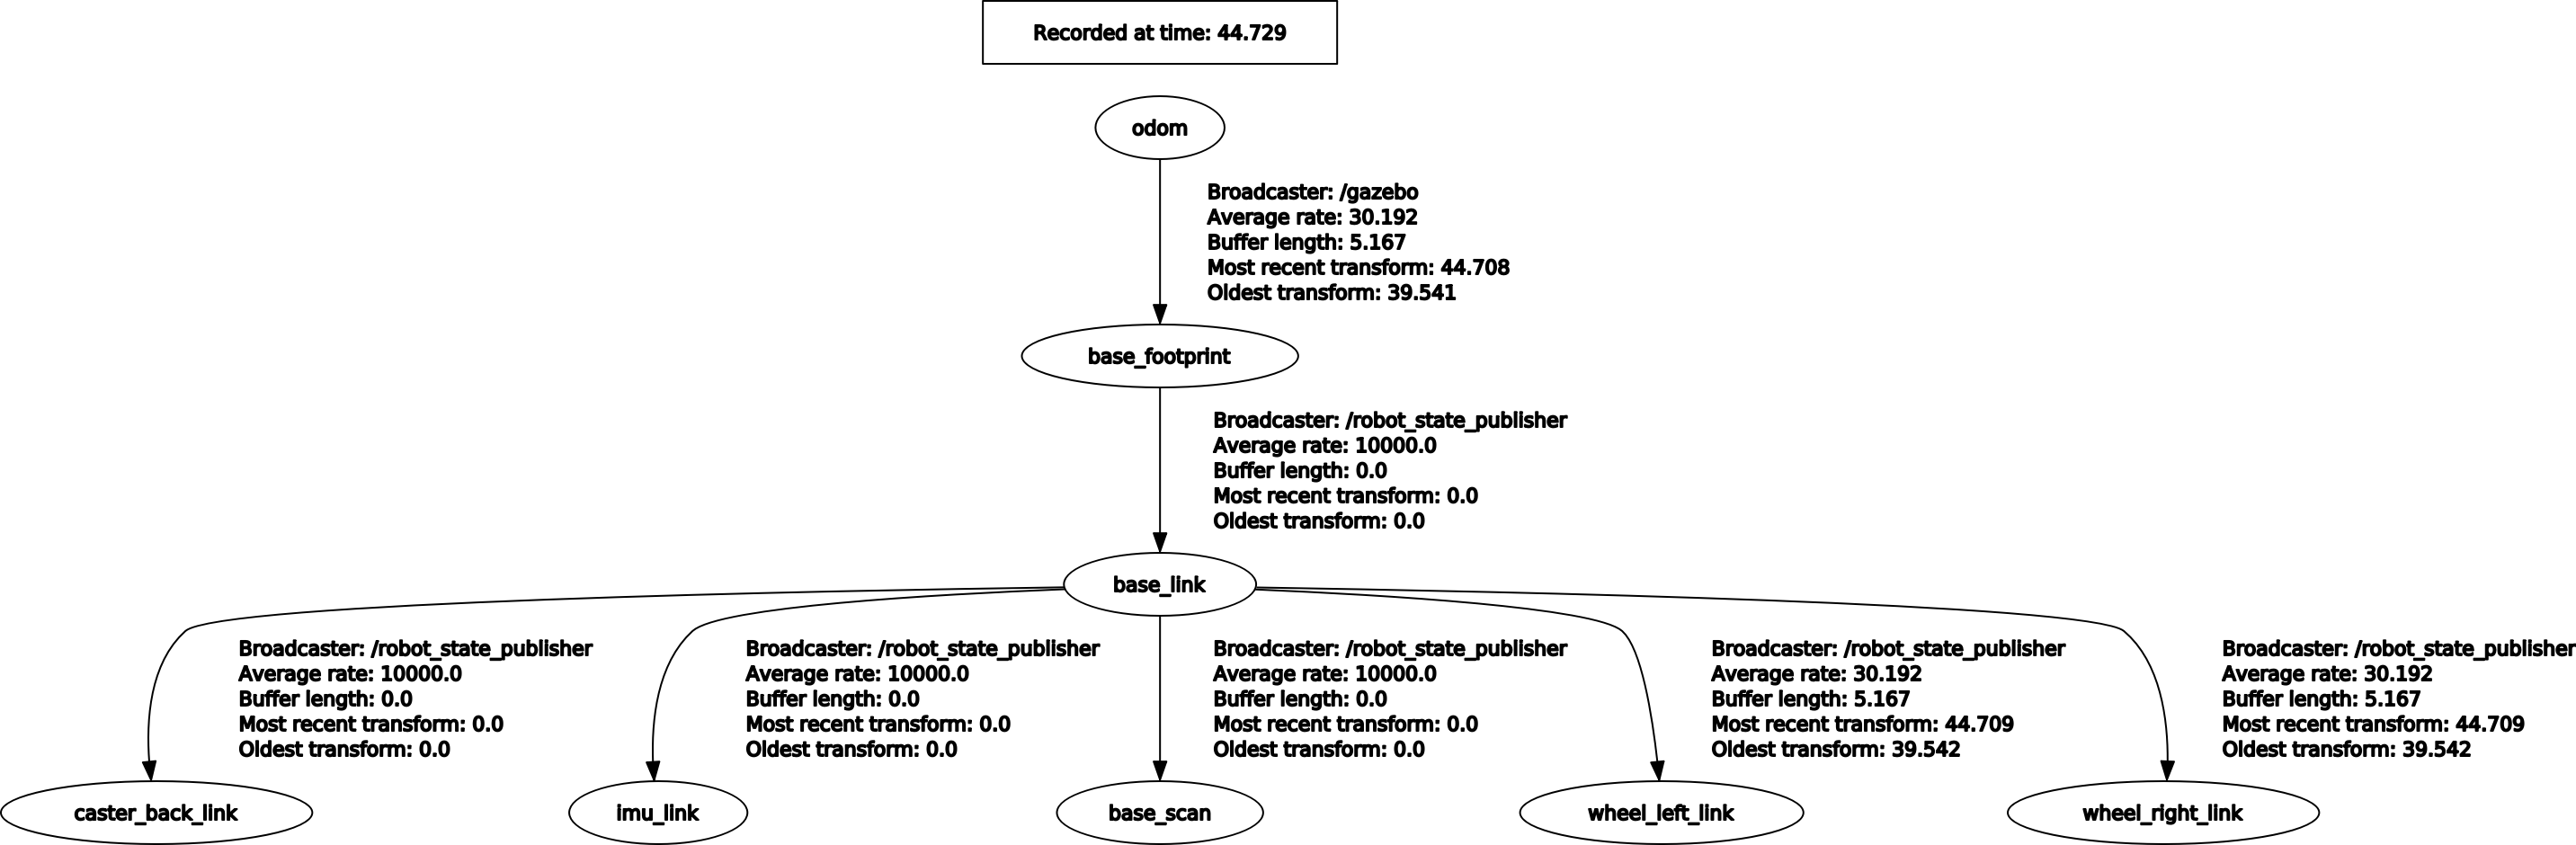 Recorded at time: 44.729
odom
Broadcaster: /gazebo
Average rate: 30.192
Buffer length: 5.167
Most recent transform: 44.708
Oldest transform: 39.541
base_footprint
Broadcaster: /robot_state_publisher
Average rate: 10000.0
Buffer length: 0.0
Most recent transform: 0.0
Oldest transform: 0.0
base_link
Broadcaster: /robot_state_publisher
Average rate: 10000.0
Buffer length: 0.0
Most recent transform: 0.0
Oldest transform: 0.0
Broadcaster: /robot_state_publisher
Average rate: 10000.0
Buffer length: 0.0
Most recent transform: 0.0
Oldest transform: 0.0
Broadcaster: /robot_state_publisher
Average rate: 10000.0
Buffer length: 0.0
Most recent transform: 0.0
Oldest transform: 0.0
Broadcaster: /robot_state_publisher
Average rate: 30.192
Buffer length: 5.167
Most recent transform: 44.709
Oldest transform: 39.542
Broadcaster: /robot_state_publisher
Average rate: 30.192
Buffer length: 5.167
Most recent transform: 44.709
Oldest transform: 39.542
caster_back_link
imu_link
base_scan
wheel_left_link
wheel_right_link